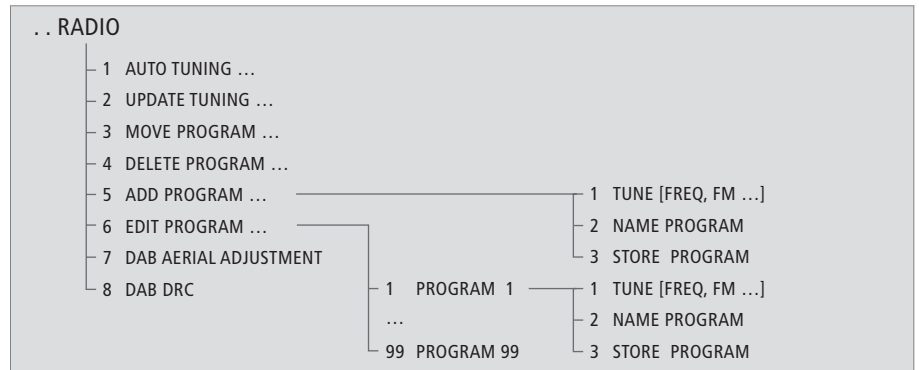 . . RADIO
1 AUTO TUNING …
2 UPDATE TUNING …
3 MOVE PROGRAM …
4 DELETE PROGRAM …
5 ADD PROGRAM …
1 TUNE [FREQ, FM …]
2 NAME PROGRAM
3 STORE PROGRAM
6 EDIT PROGRAM …
7 DAB AERIAL ADJUSTMENT
8 DAB DRC
1 PROGRAM 1
…
99 PROGRAM 99
1 TUNE [FREQ, FM …]
2 NAME PROGRAM
3 STORE PROGRAM